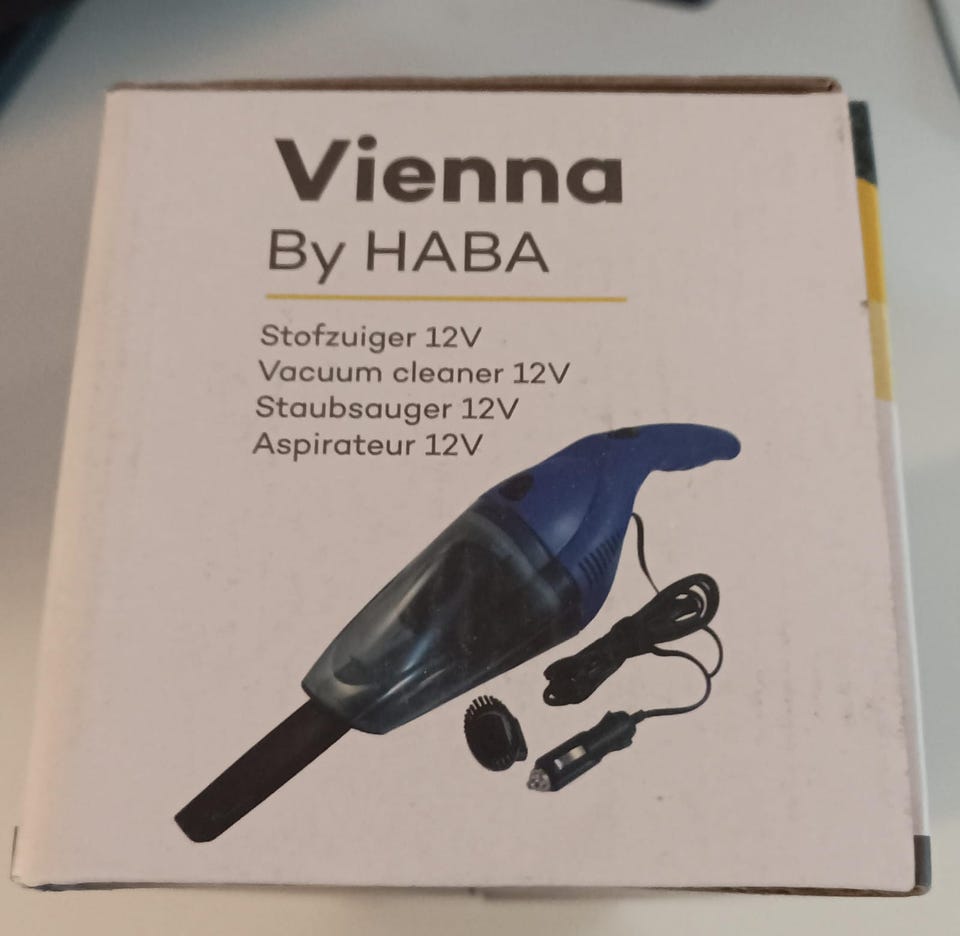 Vienna
By HABA
Stofzuiger 12V
Vacuum cleaner 12V
Staubsauger 12V
Aspirateur 12V